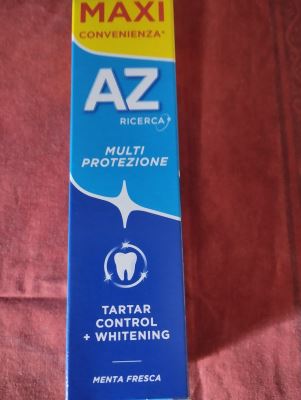 MAXI
CONVENIENZA*
AZ
RICERCA
MULTI
PROTEZIONE
TARTAR
CONTROL
+ WHITENING
MENTA FRESCA